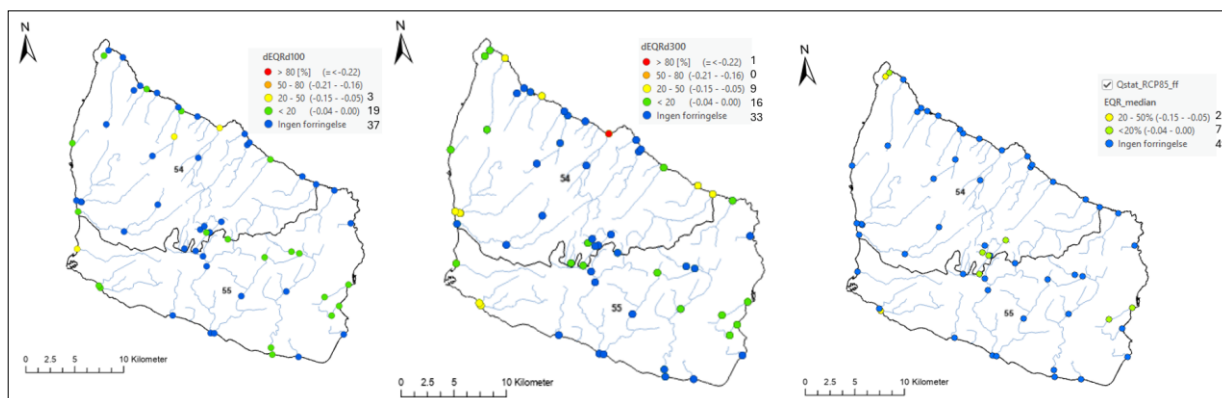 N
dEQRd100
> 80 [%] (=<-0.22)
50 - 80 (-0.21 - -0.16)
20 - 50 (-0.15 - -0.05) 3
< 20 (-0.04 - 0.00) 19
Ingen forringelse 37
54
55
0 2.5 5 10 Kilometer
N
dEQRd300
> 80 [%] (=<-0.22) 1
50 - 80 (-0.21 - -0.16) 0
20 - 50 (-0.15 - -0.05) 9
< 20 (-0.04 - 0.00) 16
Ingen forringelse 33
54
55
0 2.5 5 10 Kilometer
N
Qstat_RCP85_ff
EQR_median
20 - 50% (-0.15 - -0.05) 2
<20% (-0.04 - 0.00) 7
Ingen forringelse 4
54
55
0 2.5 5 10 Kilometer